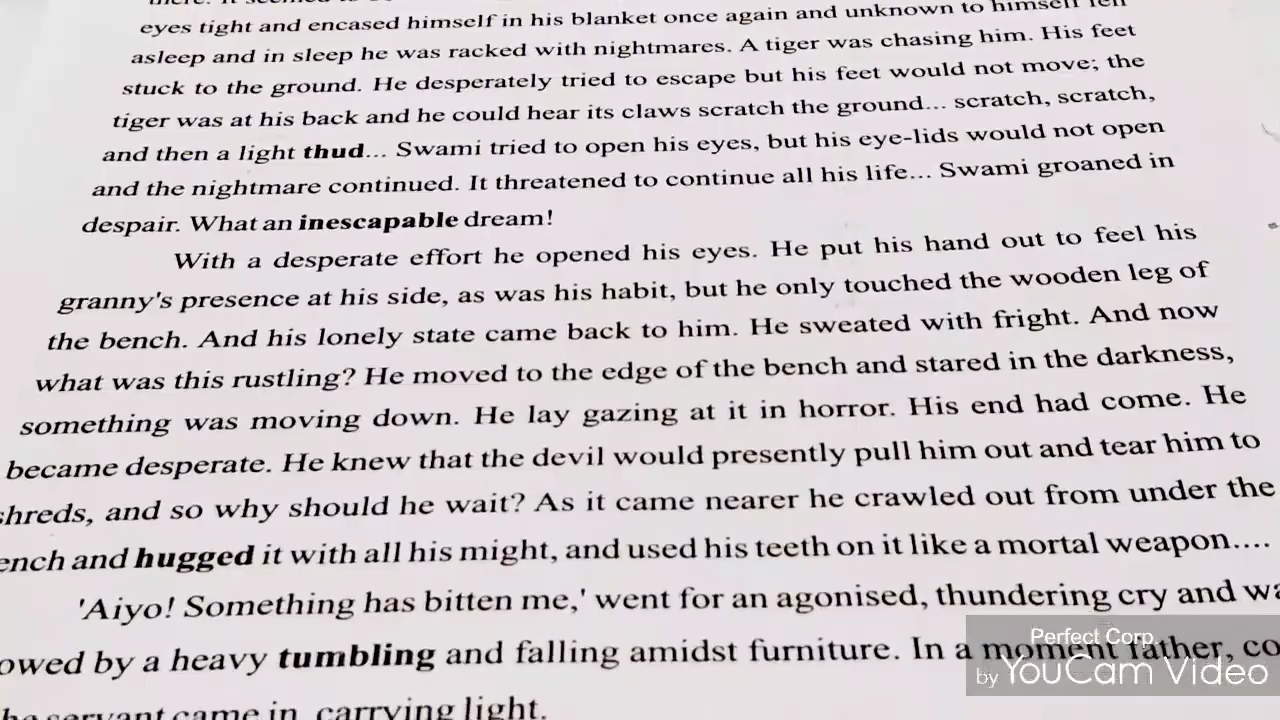 eyes tight and encased himself in his blanket once again and unknown to himself fell
asleep and in sleep he was racked with nightmares. A tiger was chasing him. His feet
stuck to the ground. He desperately tried to escape but his feet would not move; the
tiger was at his back and he could hear its claws scratch the ground... scratch, scratch,
and then a light thud... Swami tried to open his eyes, but his eye-lids would not open
and the nightmare continued. It threatened to continue all his life... Swami groaned in
despair. What an inescapable dream!
With a desperate effort he opened his eyes. He put his hand out to feel his
granny's presence at his side, as was his habit, but he only touched the wooden leg of
the bench. And his lonely state came back to him. He sweated with fright. And now
what was this rustling? He moved to the edge of the bench and stared in the darkness,
something was moving down. He lay gazing at it in horror. His end had come. He
became desperate. He knew that the devil would presently pull him out and tear him to
shreds, and so why should he wait? As it came nearer he crawled out from under the
ench and hugged it with all his might, and used his teeth on it like a mortal weapon....
'Aiyo! Something has bitten me,' went for an agonised, thundering cry and wa
owed by a heavy tumbling and falling amidst furniture. In a moment father, co
he servant came in, carrying light.
Perfect Corp.
by YouCam Video